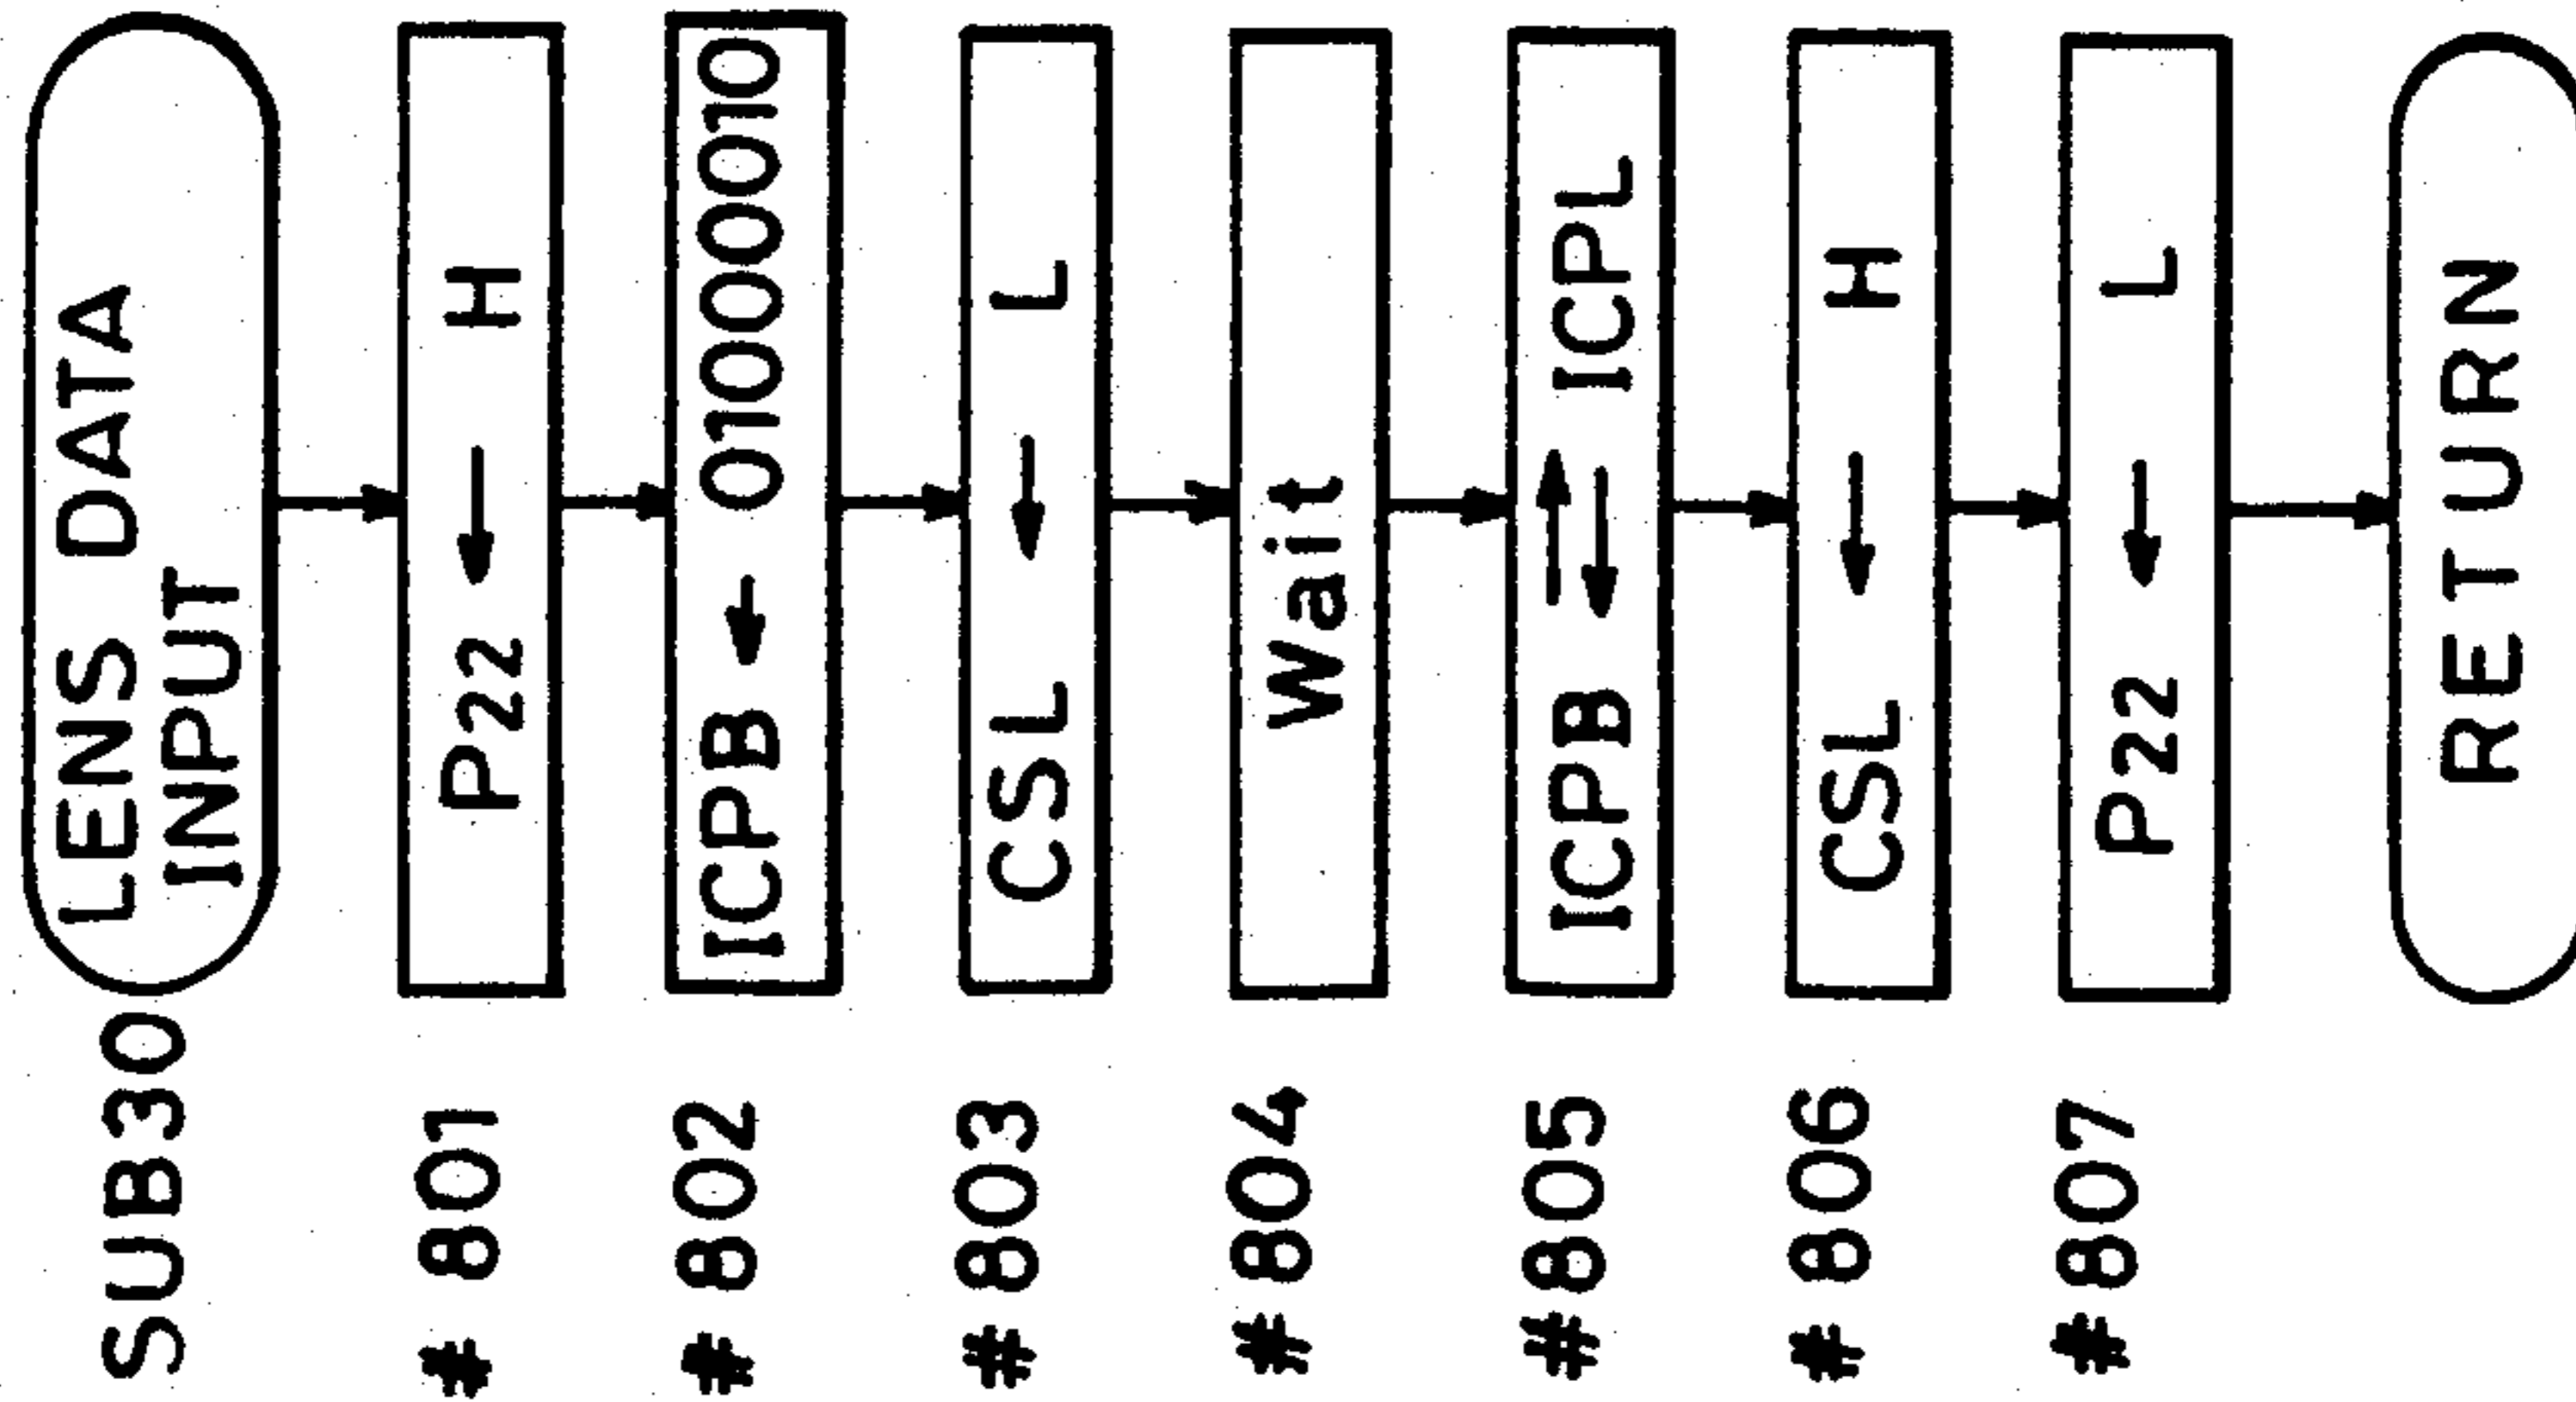 SUB30 LENS DATA
INPUT
# 801 P22 ← H
# 802 ICPB ← 01000010
# 803 CSL ← L
# 804 Wait
# 805 ICPB ⇄ ICPL
# 806 CSL ← H
# 807 P22 ← L
RETURN